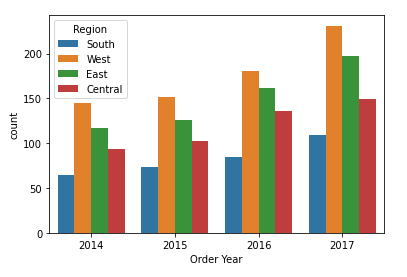 Region
South
West
East
Central
200
150
100
50
0
count
2014 2015 2016 2017
Order Year